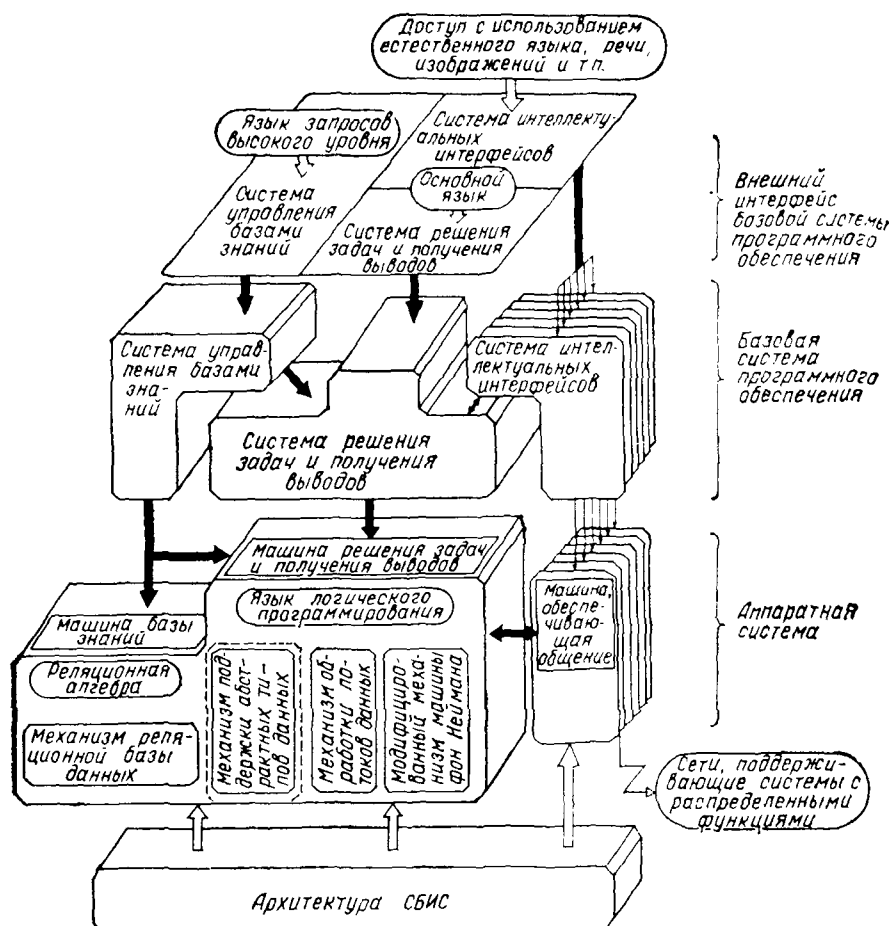 Доступ с использованием
естественного языка, речи,
изображений и т п.
Язык запросов
высокого уровня
Система интеллекту-
альных
интерфейсов
Основной
язык
Система
управления
базами
знаний
Система решения
задач и получения
выводов
Внешний
интерфейс
базовой системы
программного
обеспечения
Система управ-
ления базами
зна-
ний
Система интел-
лектуальных
интерфейсов
Базовая
система
программного
обеспечения
Система решения
задач и получения
выводов
Машина решения задач
и получения выводов
Язык логического
программирования
Машина базы
знаний
Реляционная
алгебра
Механизм реля-
ционной базы
данных
Механизм под-
держки абст-
рактных ти-
пов данных
Механизм об-
работки по-
токов данных
Модифициро-
ванный меха-
низм машины
фон Неймана
Машина,
обеспе-
чиваю-
щая
общение
Аппаратная
система
Сети, поддержи-
вающие системы с
распределенными
функциями
Архитектура СБИС